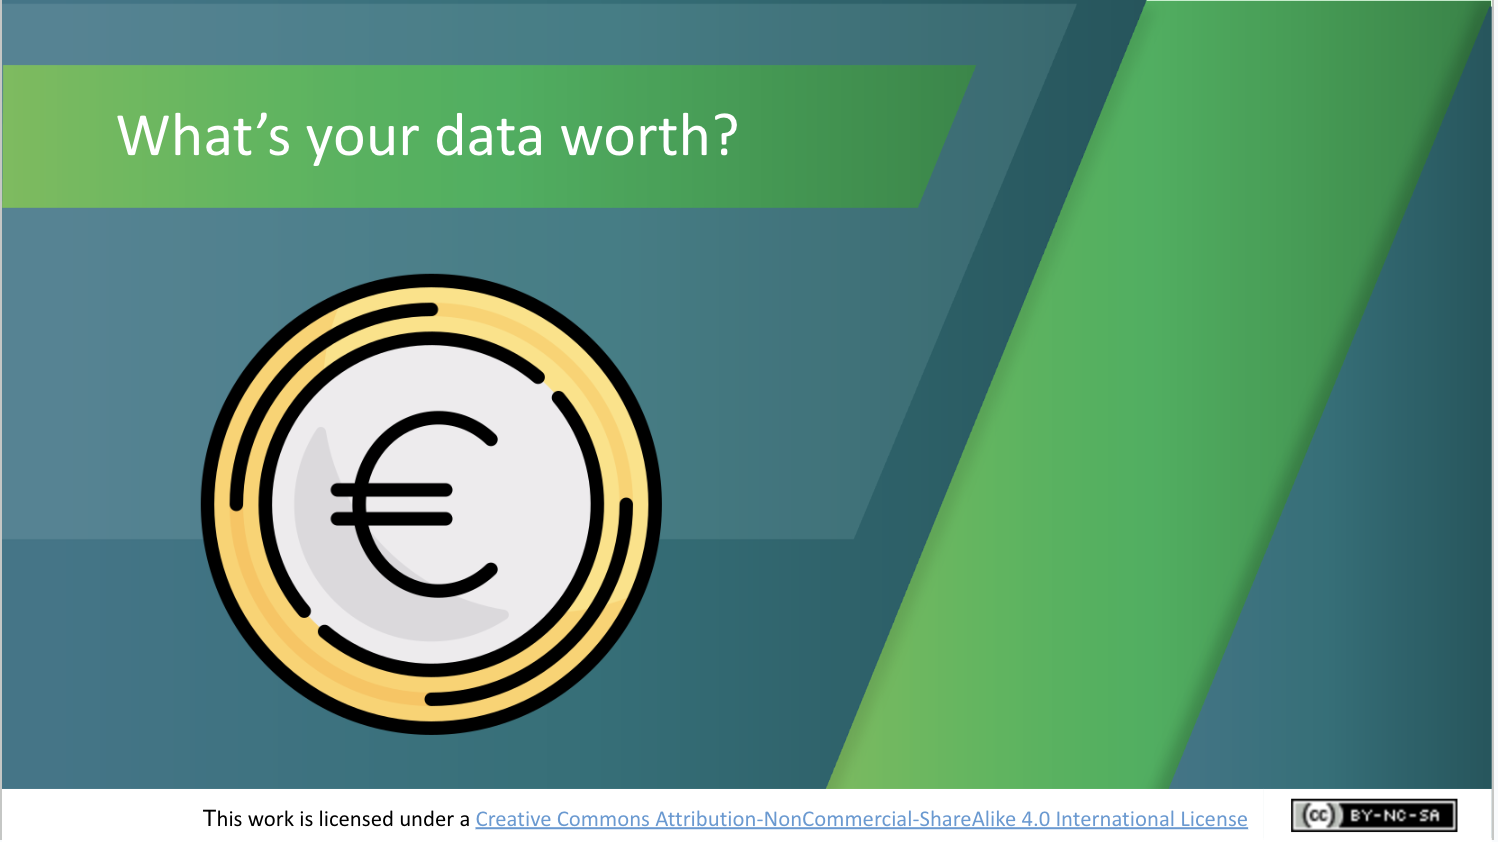 What’s your data worth?
€
This work is licensed under a Creative Commons Attribution-NonCommercial-ShareAlike 4.0 International License
cc BY-NC-SA